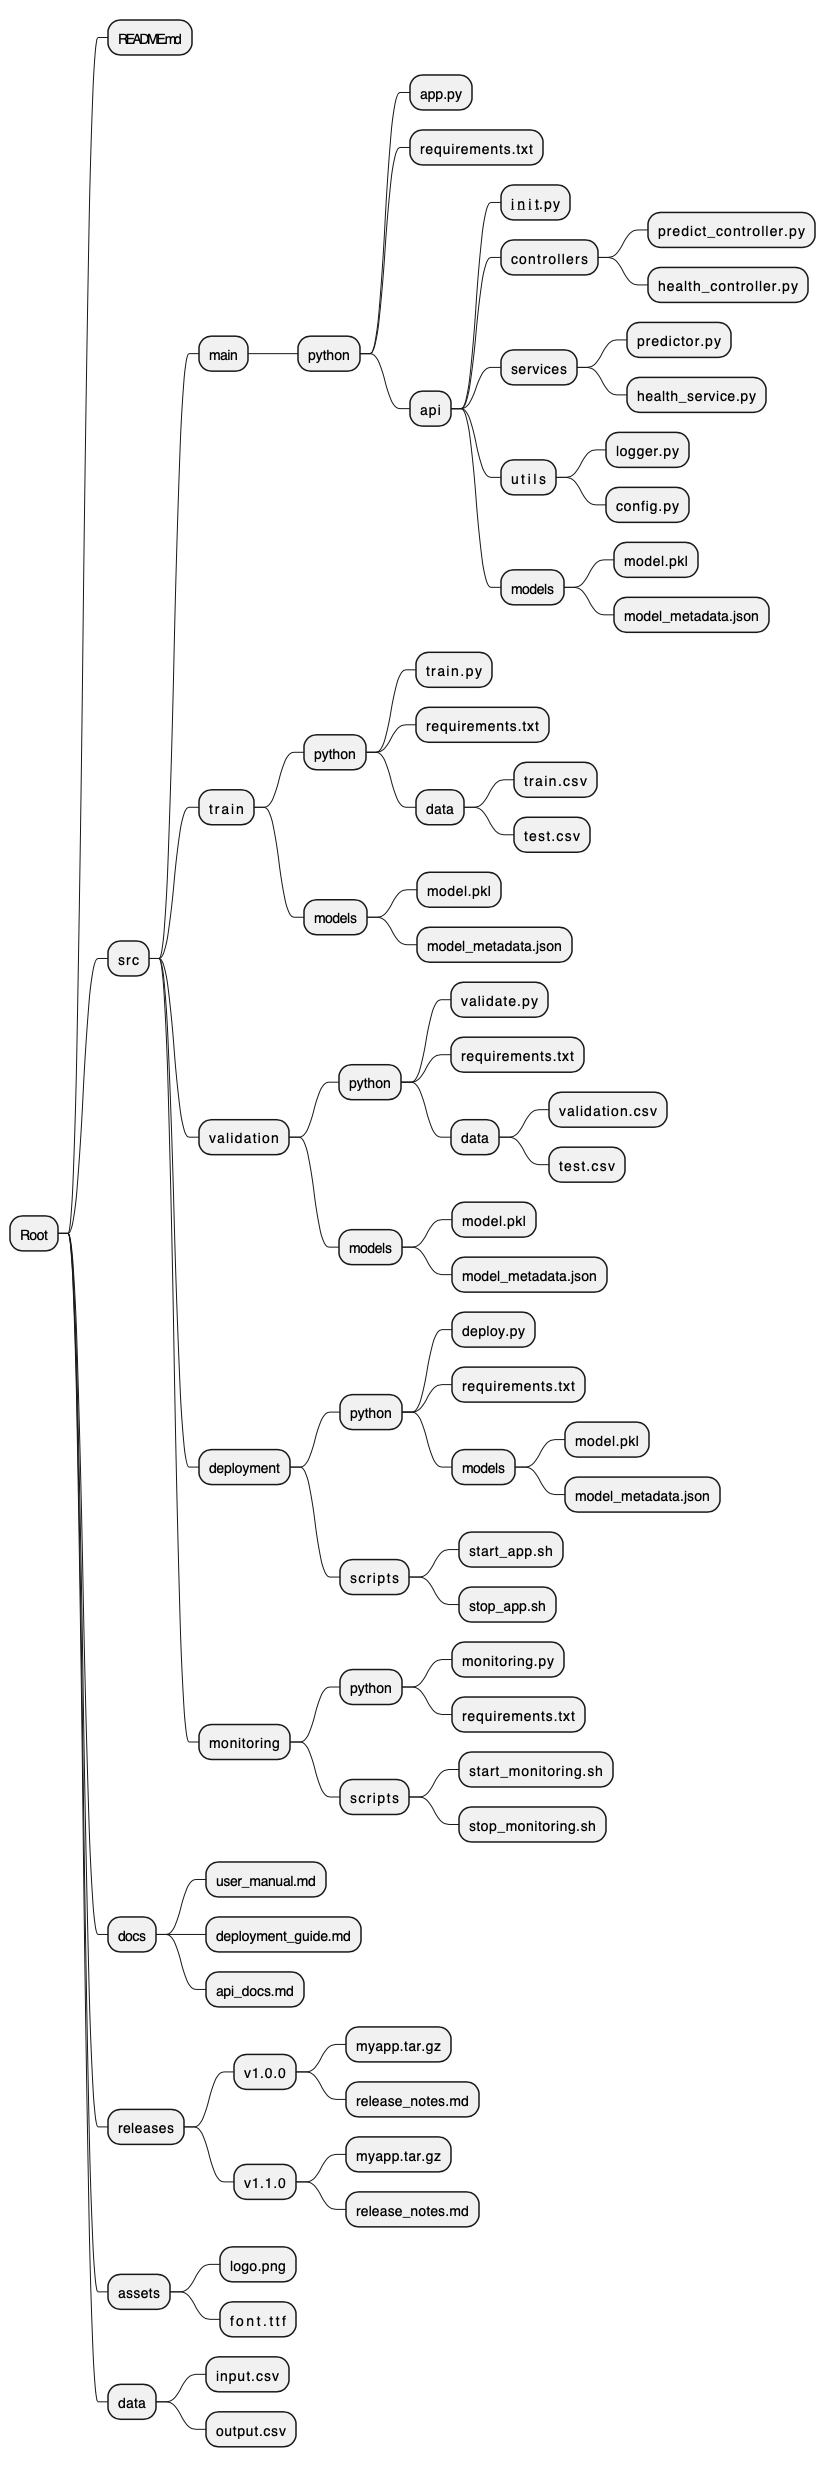 README.md
app.py
requirements.txt
init.py
predict_controller.py
controllers
health_controller.py
predictor.py
main
python
services
health_service.py
api
logger.py
utils
config.py
model.pkl
models
model_metadata.json
train.py
requirements.txt
python
train.csv
train
data
test.csv
model.pkl
models
model_metadata.json
src
validate.py
requirements.txt
python
validation.csv
validation
data
test.csv
model.pkl
Root
models
model_metadata.json
deploy.py
requirements.txt
python
model.pkl
deployment
models
model_metadata.json
start_app.sh
scripts
stop_app.sh
monitoring.py
python
requirements.txt
monitoring
start_monitoring.sh
scripts
stop_monitoring.sh
user_manual.md
docs
deployment_guide.md
api_docs.md
myapp.tar.gz
v1.0.0
release_notes.md
releases
myapp.tar.gz
v1.1.0
release_notes.md
logo.png
assets
font.ttf
input.csv
data
output.csv